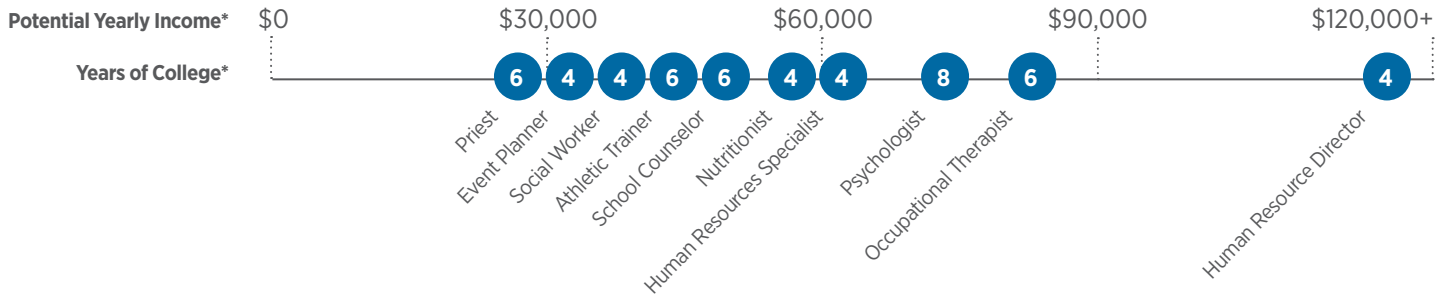 Potential Yearly Income* $0 $30,000 $60,000 $90,000 $120,000+
Years of College* 6 4 4 6 6 4 4 8 6 4
Priest
Event Planner
Social Worker
Athletic Trainer
School Counselor
Nutritionist
Human Resources Specialist
Psychologist
Occupational Therapist
Human Resource Director